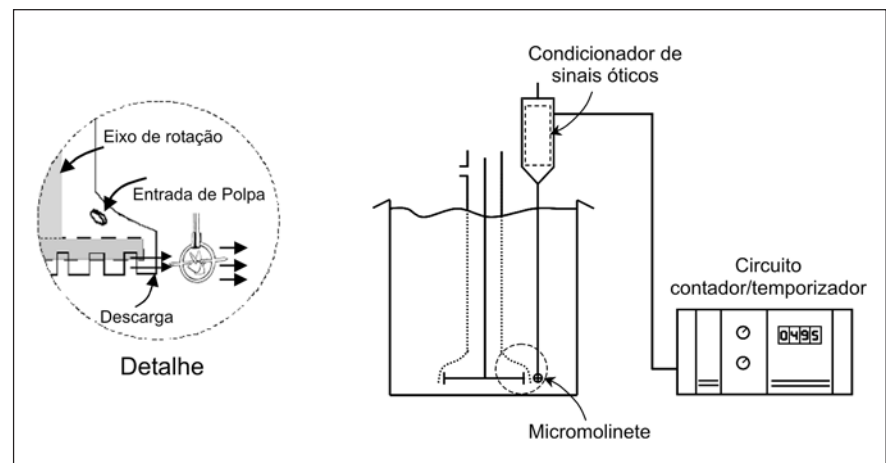 Condicionador de
sinais óticos
Eixo de rotação
Entrada de Polpa
Descarga
Detalhe
Circuito
contador/temporizador
0495
Micromolinete